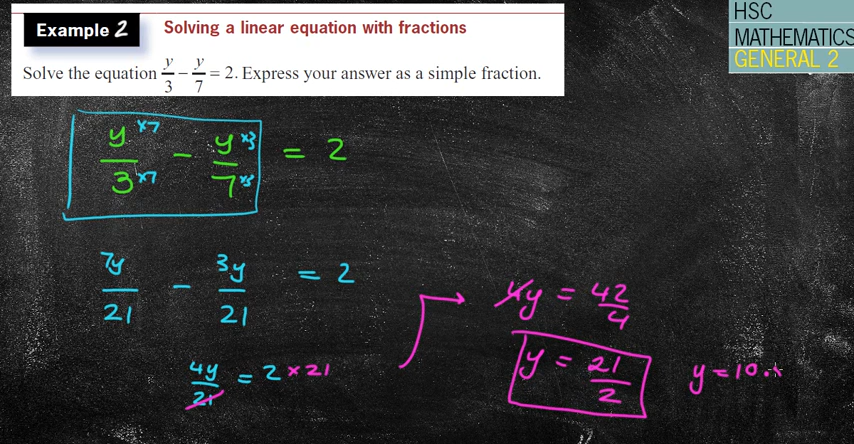 Example 2 Solving a linear equation with fractions
HSC
MATHEMATICS
GENERAL 2
Solve the equation y/3 − y/7 = 2. Express your answer as a simple fraction.
y ×7 / 3 ×7 − y ×3 / 7 ×3 = 2
7y/21 − 3y/21 = 2
4y/21 = 2 ×21
4y = 42/4
y = 21/2
y = 10.